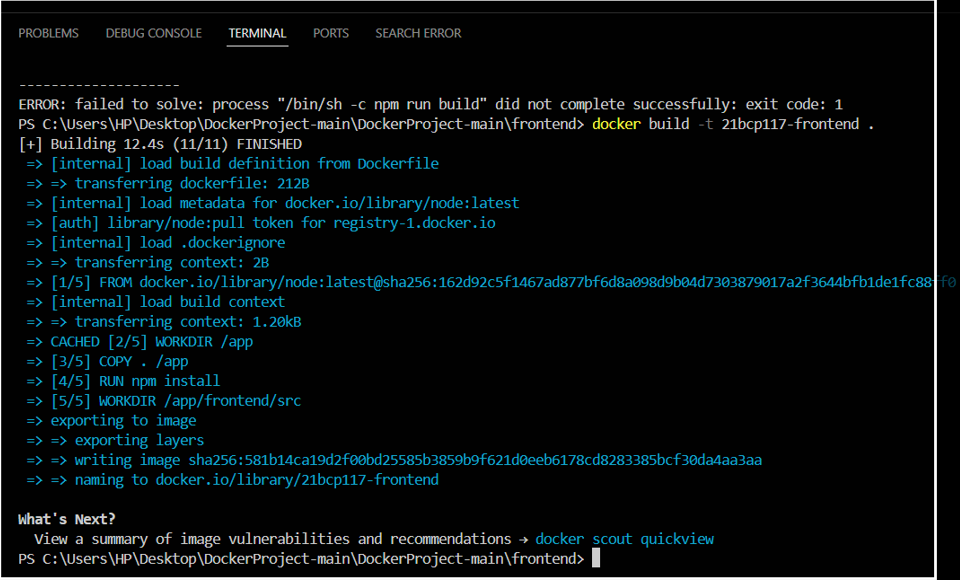 PROBLEMS DEBUG CONSOLE TERMINAL PORTS SEARCH ERROR
--------------------
ERROR: failed to solve: process "/bin/sh -c npm run build" did not complete successfully: exit code: 1
PS C:\Users\HP\Desktop\DockerProject-main\DockerProject-main\frontend> docker build -t 21bcp117-frontend .
[+] Building 12.4s (11/11) FINISHED
=> [internal] load build definition from Dockerfile
=> => transferring dockerfile: 212B
=> [internal] load metadata for docker.io/library/node:latest
=> [auth] library/node:pull token for registry-1.docker.io
=> [internal] load .dockerignore
=> => transferring context: 2B
=> [1/5] FROM docker.io/library/node:latest@sha256:162d92c5f1467ad877bf6d8a098d9b04d7303879017a2f3644bfb1de1fc88ff0
=> [internal] load build context
=> => transferring context: 1.20kB
=> CACHED [2/5] WORKDIR /app
=> [3/5] COPY . /app
=> [4/5] RUN npm install
=> [5/5] WORKDIR /app/frontend/src
=> exporting to image
=> => exporting layers
=> => writing image sha256:581b14ca19d2f00bd25585b3859b9f621d0eeb6178cd8283385bcf30da4aa3aa
=> => naming to docker.io/library/21bcp117-frontend
What's Next?
View a summary of image vulnerabilities and recommendations → docker scout quickview
PS C:\Users\HP\Desktop\DockerProject-main\DockerProject-main\frontend>